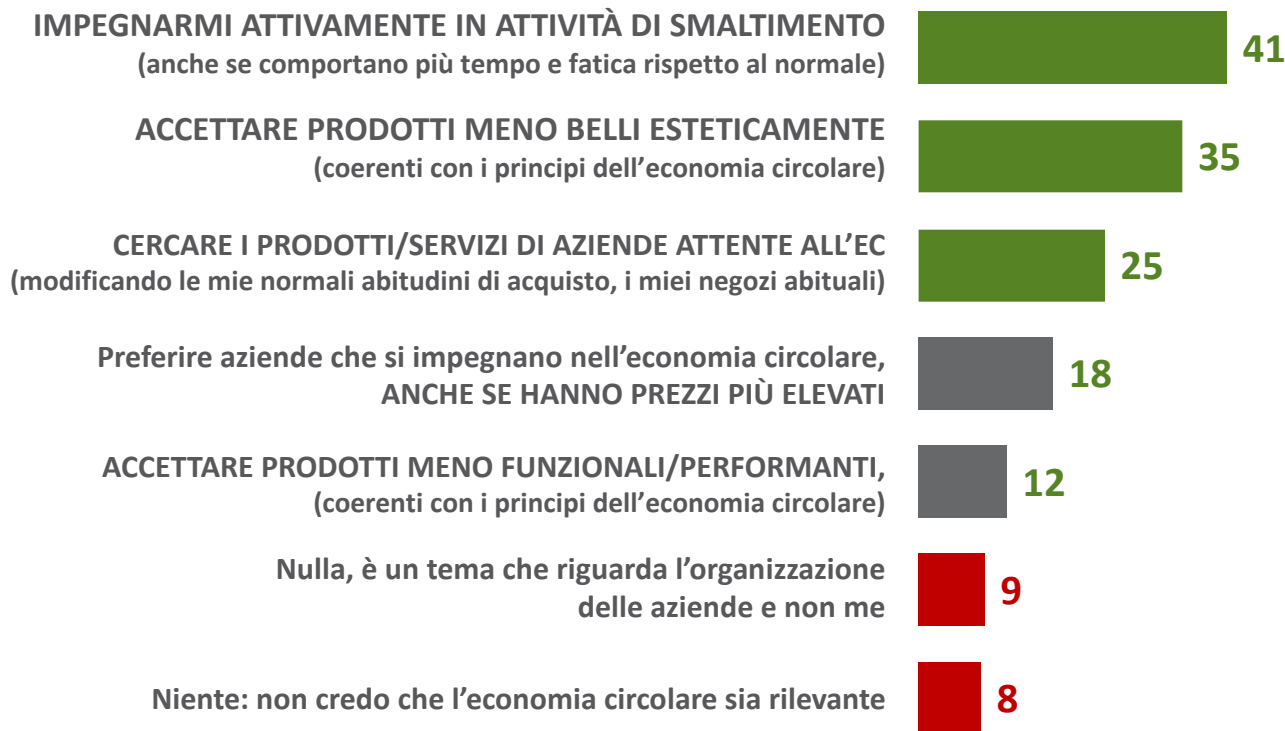 IMPEGNARMI ATTIVAMENTE IN ATTIVITÀ DI SMALTIMENTO
(anche se comportano più tempo e fatica rispetto al normale)
41
ACCETTARE PRODOTTI MENO BELLI ESTETICAMENTE
(coerenti con i principi dell’economia circolare)
35
CERCARE I PRODOTTI/SERVIZI DI AZIENDE ATTENTE ALL’EC
(modificando le mie normali abitudini di acquisto, i miei negozi abituali)
25
Preferire aziende che si impegnano nell’economia circolare,
ANCHE SE HANNO PREZZI PIÙ ELEVATI
18
ACCETTARE PRODOTTI MENO FUNZIONALI/PERFORMANTI,
(coerenti con i principi dell’economia circolare)
12
Nulla, è un tema che riguarda l’organizzazione
delle aziende e non me
9
Niente: non credo che l’economia circolare sia rilevante
8